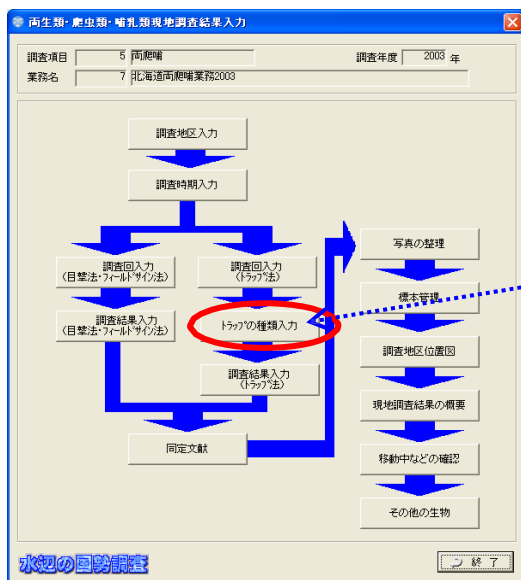 両生類・爬虫類・哺乳類現地調査結果入力
調査項目 5 両爬哺 調査年度 2003 年
業務名 7 北海道両爬哺業務2003
調査地区入力
調査時期入力
調査回入力
(目撃法・フィールドサイン法)
調査回入力
(トラップ法)
調査結果入力
(目撃法・フィールドサイン法)
トラップの種類入力
調査結果入力
(トラップ法)
同定文献
写真の整理
標本管理
調査地区位置図
現地調査結果の概要
移動中などの確認
その他の生物
水辺の国勢調査
終 了